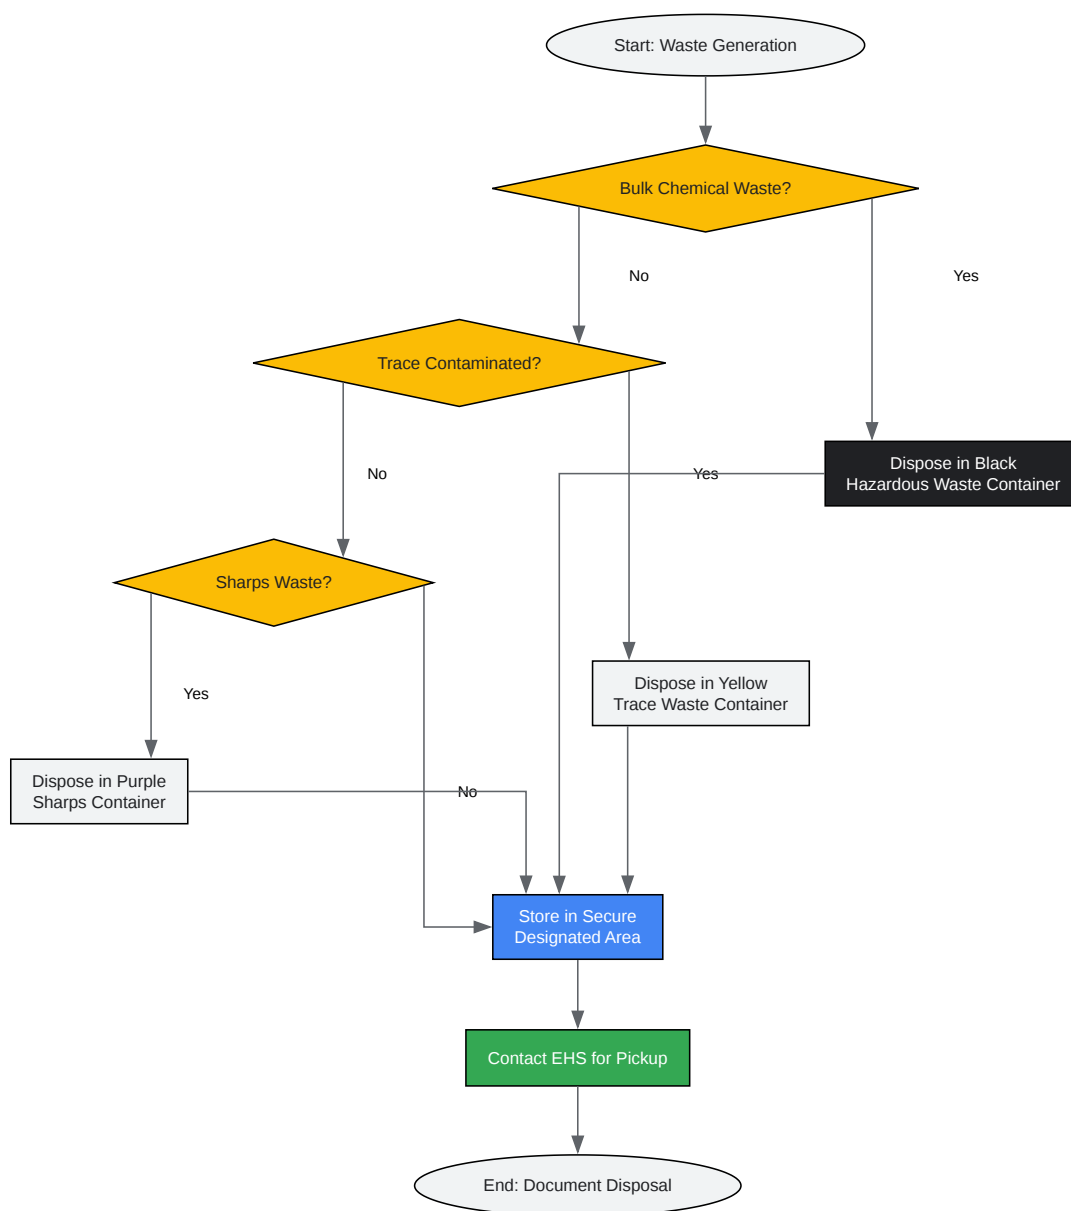 Start: Waste Generation
Bulk Chemical Waste?
No
Yes
Trace Contaminated?
No
Yes
Dispose in Black
Hazardous Waste Container
Sharps Waste?
Yes
Dispose in Yellow
Trace Waste Container
Dispose in Purple
Sharps Container
No
Store in Secure
Designated Area
Contact EHS for Pickup
End: Document Disposal